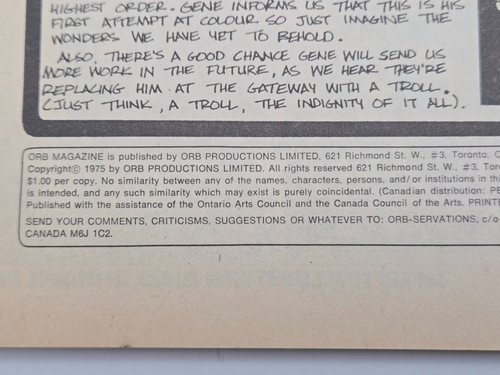 HIGHEST ORDER. GENE INFORMS US THAT THIS IS HIS
FIRST ATTEMPT AT COLOUR SO JUST IMAGINE THE
WONDERS WE HAVE YET TO BEHOLD.
ALSO, THERE'S A GOOD CHANCE GENE WILL SEND US
MORE WORK IN THE FUTURE, AS WE HEAR THEY'RE
REPLACING HIM AT THE GATEWAY WITH A TROLL.
(JUST THINK, A TROLL, THE INDIGNITY OF IT ALL).
ORB MAGAZINE is published by ORB PRODUCTIONS LIMITED, 621 Richmond St. W., #3, Toronto,
Copyright© 1975 by ORB PRODUCTIONS LIMITED. All rights reserved 621 Richmond St. W., #3,
$1.00 per copy. No similarity between any of the names, characters, persons, and/or institutions in
is intended, and any such similarity which may exist is purely coincidental. (Canadian distribution:
Published with the assistance of the Ontario Arts Council and the Canada Council of the Arts.
SEND YOUR COMMENTS, CRITICISMS, SUGGESTIONS OR WHATEVER TO: ORB-SERVATIONS, c/o
CANADA M6J 1C2.